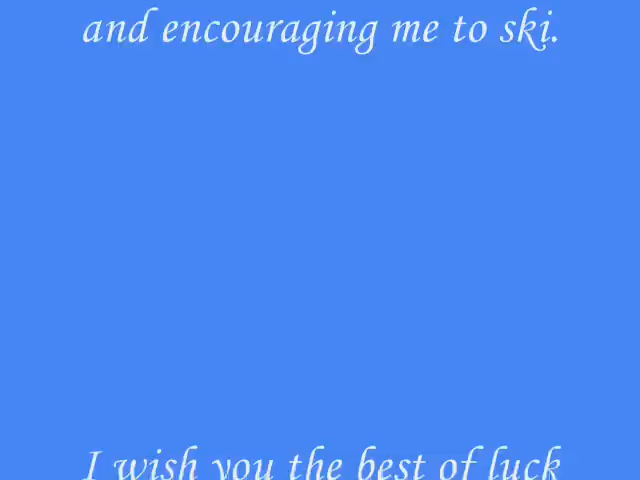 and encouraging me to ski.
I wish you the best of luck